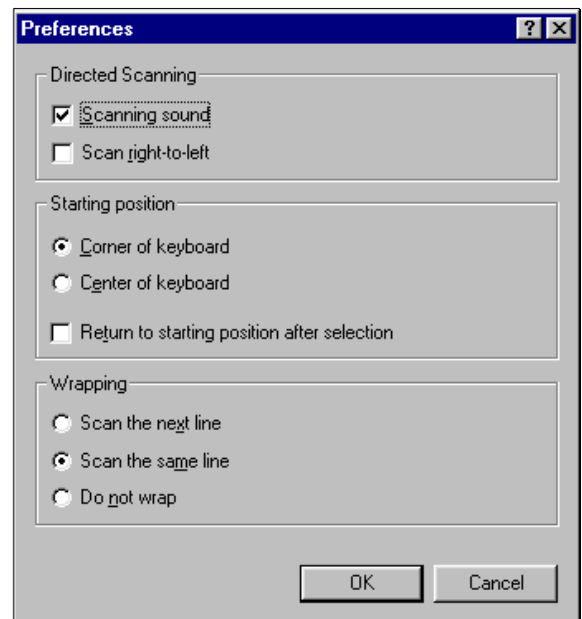 Preferences
Directed Scanning
Scanning sound
Scan right-to-left
Starting position
Corner of keyboard
Center of keyboard
Return to starting position after selection
Wrapping
Scan the next line
Scan the same line
Do not wrap
OK Cancel